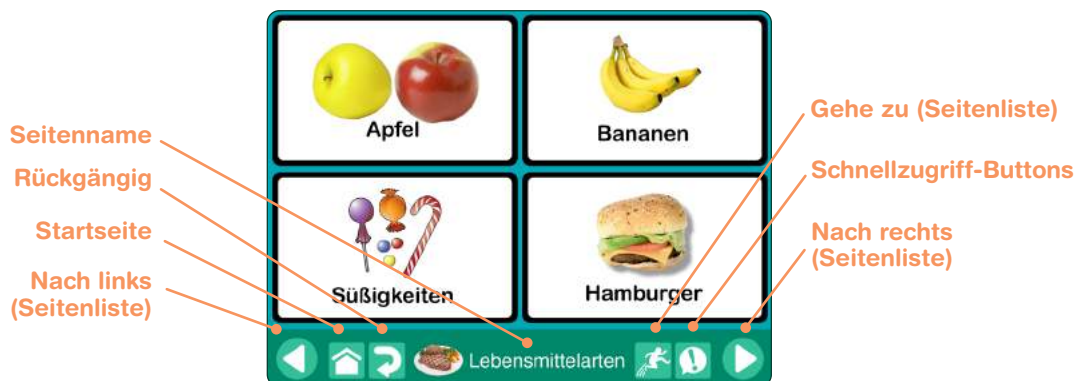 Apfel
Bananen
Süßigkeiten
Hamburger
Lebensmittelarten
Seitenname
Rückgängig
Startseite
Nach links
(Seitenliste)
Gehe zu (Seitenliste)
Schnellzugriff-Buttons
Nach rechts
(Seitenliste)